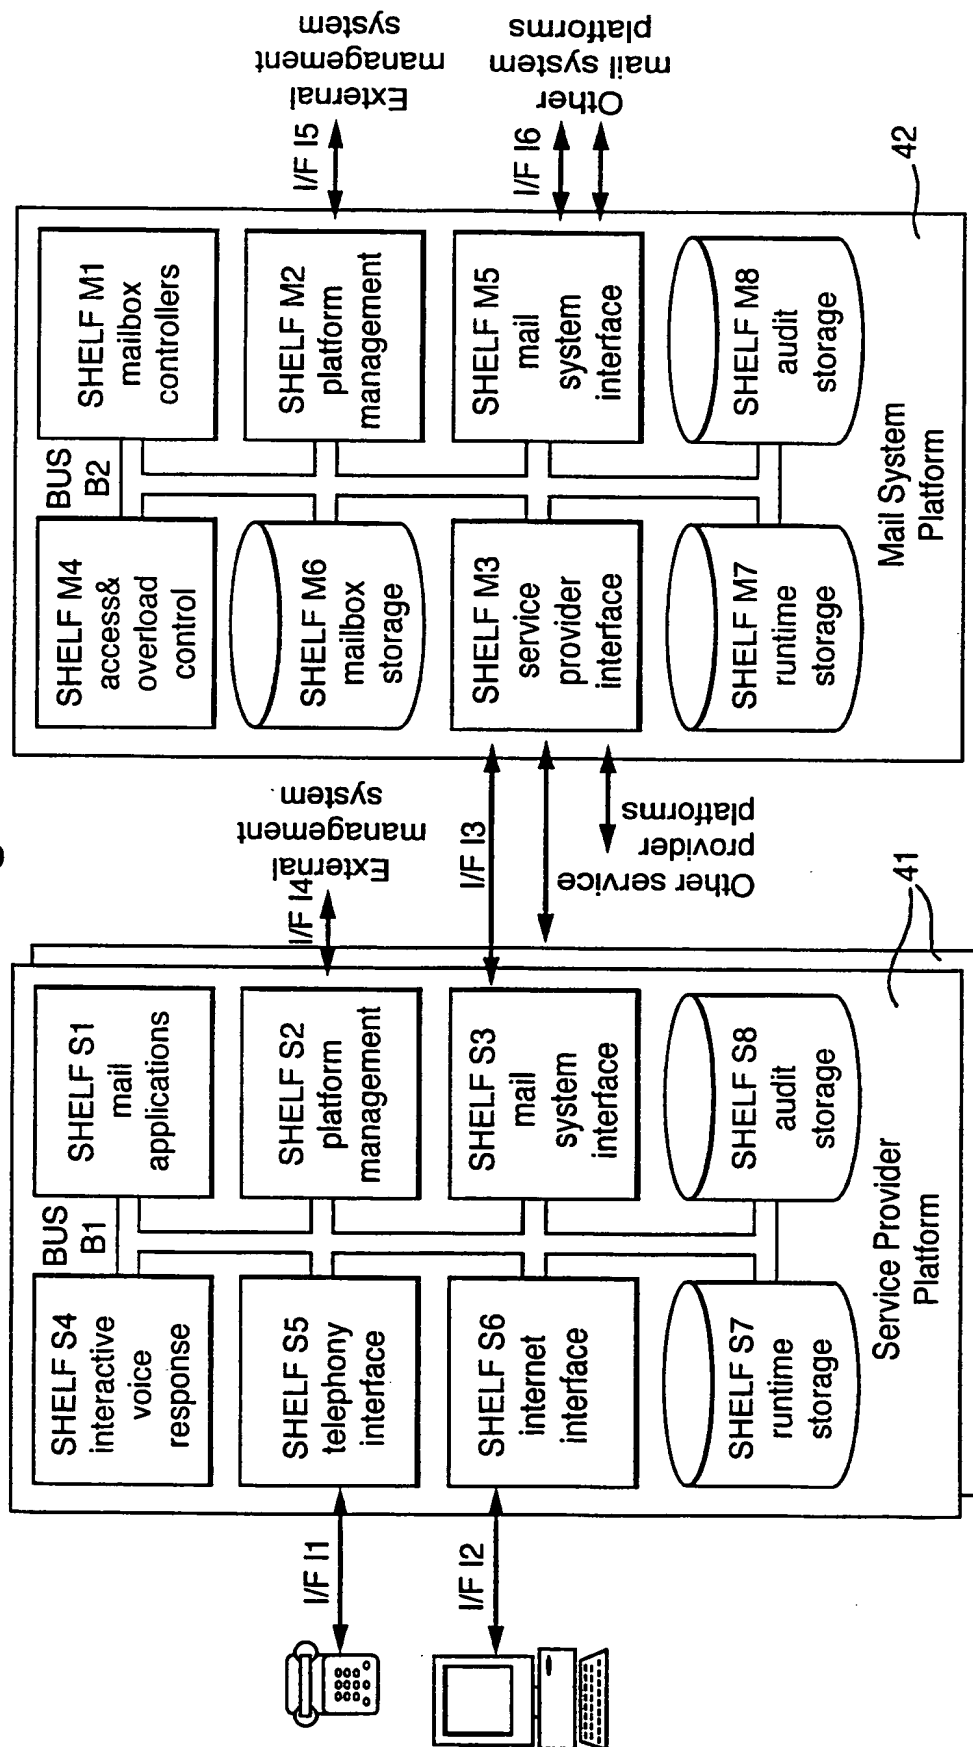 I/F I1
I/F I2
SHELF S4
interactive
voice
response
BUS
B1
SHELF S1
mail
applications
SHELF S5
telephony
interface
SHELF S2
platform
management
SHELF S6
internet
interface
SHELF S3
mail
system
interface
SHELF S7
runtime
storage
SHELF S8
audit
storage
Service Provider
Platform
41
I/F I4
External
management
system
I/F I3
Other service
provider
platforms
SHELF M4
access&
overload
control
BUS
B2
SHELF M1
mailbox
controllers
SHELF M6
mailbox
storage
SHELF M2
platform
management
SHELF M3
service
provider
interface
SHELF M5
mail
system
interface
SHELF M7
runtime
storage
SHELF M8
audit
storage
Mail System
Platform
42
I/F I5
External
management
system
I/F I6
Other
mail system
platforms